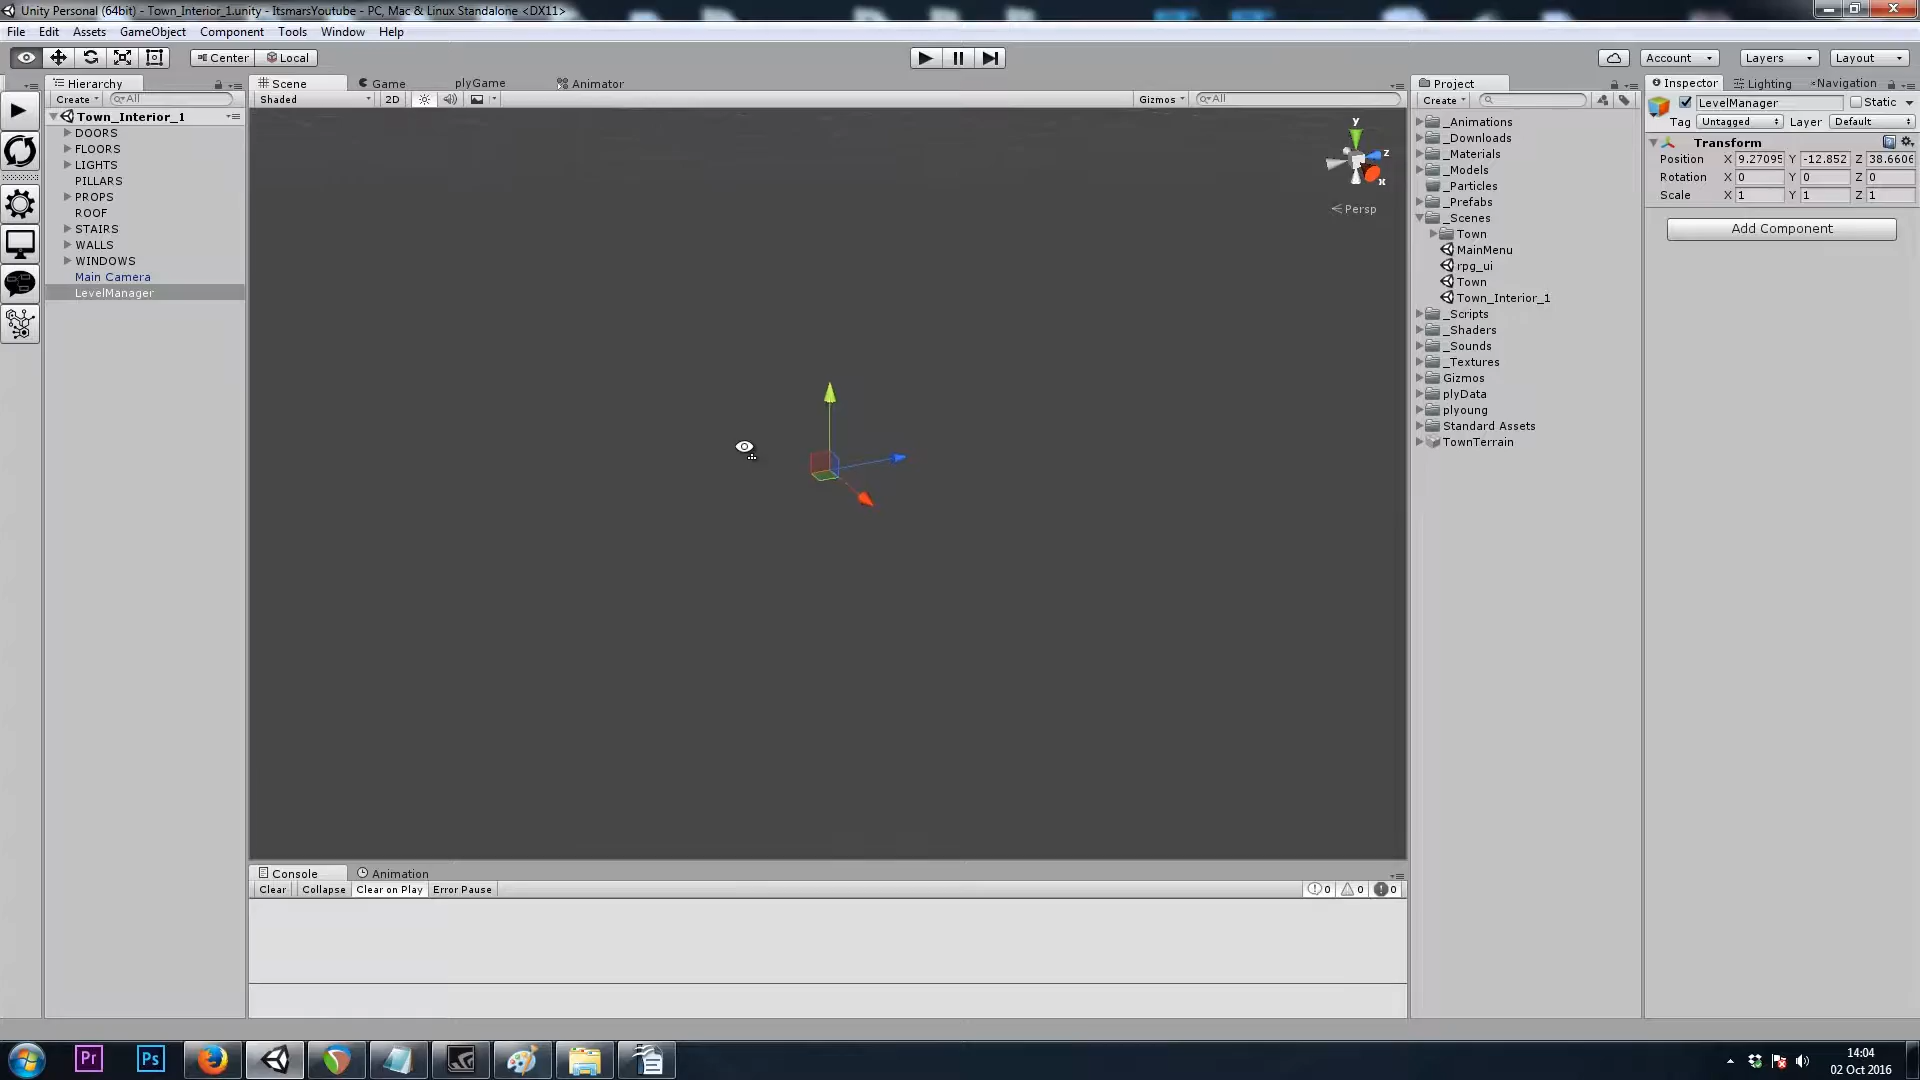 Unity Personal (64bit) - Town_Interior_1.unity - ItsmarsYoutube - PC, Mac & Linux Standalone <DX11>
File Edit Assets GameObject Component Tools Window Help
Center Local Account Layers Layout
Hierarchy
Create All
Town_Interior_1
DOORS
FLOORS
LIGHTS
PILLARS
PROPS
ROOF
STAIRS
WALLS
WINDOWS
Main Camera
LevelManager
Scene Game plyGame Animator
Shaded 2D Gizmos All
y
z
x
Persp
Console Animation
Clear Collapse Clear on Play Error Pause 0 0 0
Project
Create
_Animations
_Downloads
_Materials
_Models
_Particles
_Prefabs
_Scenes
Town
MainMenu
rpg_ui
Town
Town_Interior_1
_Scripts
_Shaders
_Sounds
_Textures
Gizmos
plyData
plyoung
Standard Assets
TownTerrain
Inspector Lighting Navigation
LevelManager Static
Tag Untagged Layer Default
Transform
Position X 9.27095 Y -12.852 Z 38.6606
Rotation X 0 Y 0 Z 0
Scale X 1 Y 1 Z 1
Add Component
Pr Ps
14:04
02 Oct 2016